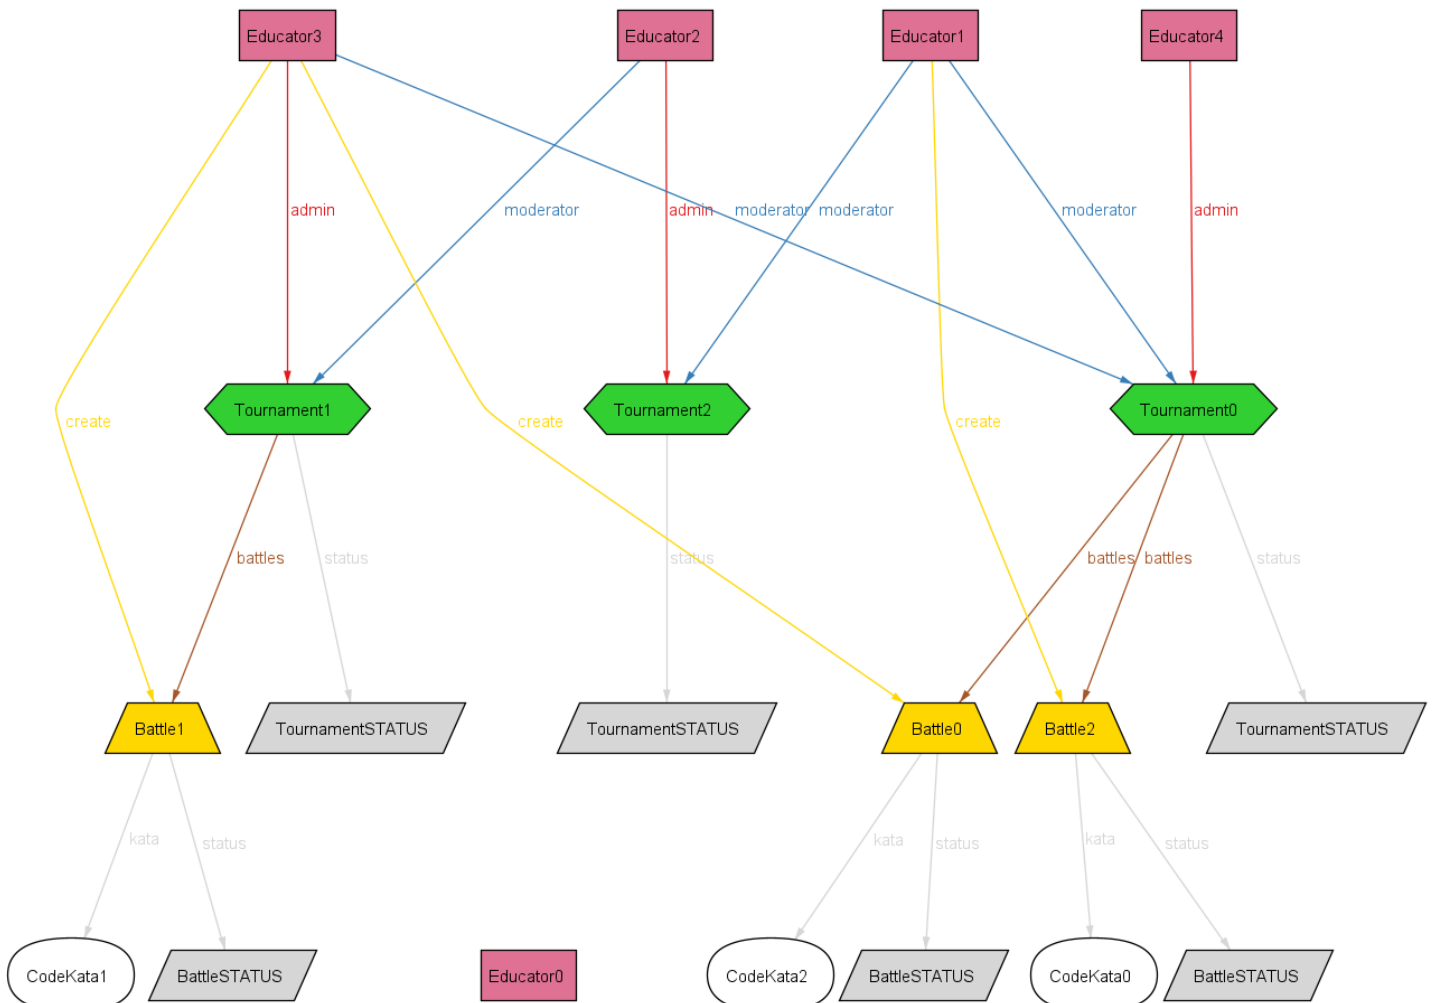 Educator3
Educator2
Educator1
Educator4
admin
moderator
admin
moderator
moderator
moderator
admin
Tournament1
Tournament2
Tournament0
create
create
create
battles
status
status
battles
battles
status
Battle1
TournamentSTATUS
TournamentSTATUS
Battle0
Battle2
TournamentSTATUS
kata
status
kata
status
kata
status
CodeKata1
BattleSTATUS
Educator0
CodeKata2
BattleSTATUS
CodeKata0
BattleSTATUS